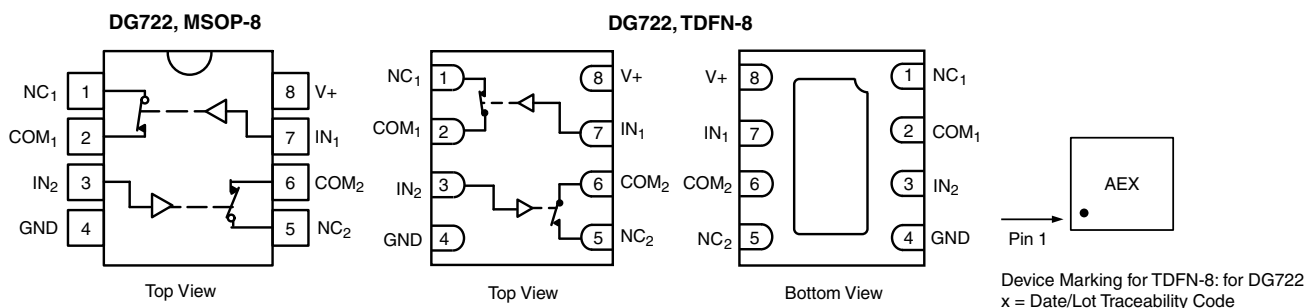 DG722, MSOP-8
NC1 1
COM1 2
IN2 3
GND 4
8 V+
7 IN1
6 COM2
5 NC2
Top View
DG722, TDFN-8
NC1 1
COM1 2
IN2 3
GND 4
8 V+
7 IN1
6 COM2
5 NC2
Top View
V+ 8
IN1 7
COM2 6
NC2 5
1 NC1
2 COM1
3 IN2
4 GND
Bottom View
AEX
Pin 1
Device Marking for TDFN-8: for DG722
x = Date/Lot Traceability Code